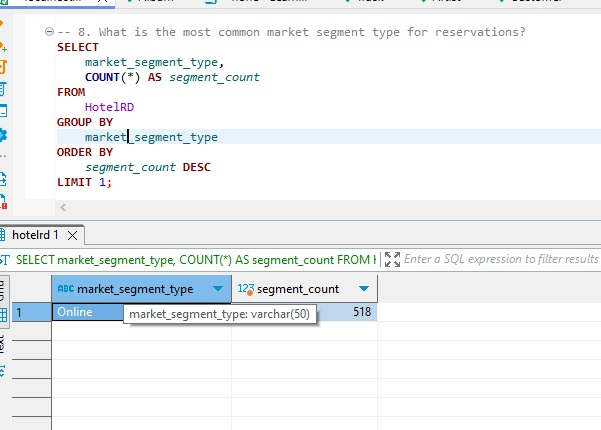 -- 8. What is the most common market segment type for reservations?
SELECT
market_segment_type,
COUNT(*) AS segment_count
FROM
HotelRD
GROUP BY
market_segment_type
ORDER BY
segment_count DESC
LIMIT 1;
hotelrd 1
SELECT market_segment_type, COUNT(*) AS segment_count FROM Enter a SQL expression to filter results
ABC market_segment_type 123 segment_count
1 Online 518
market_segment_type: varchar(50)
Text